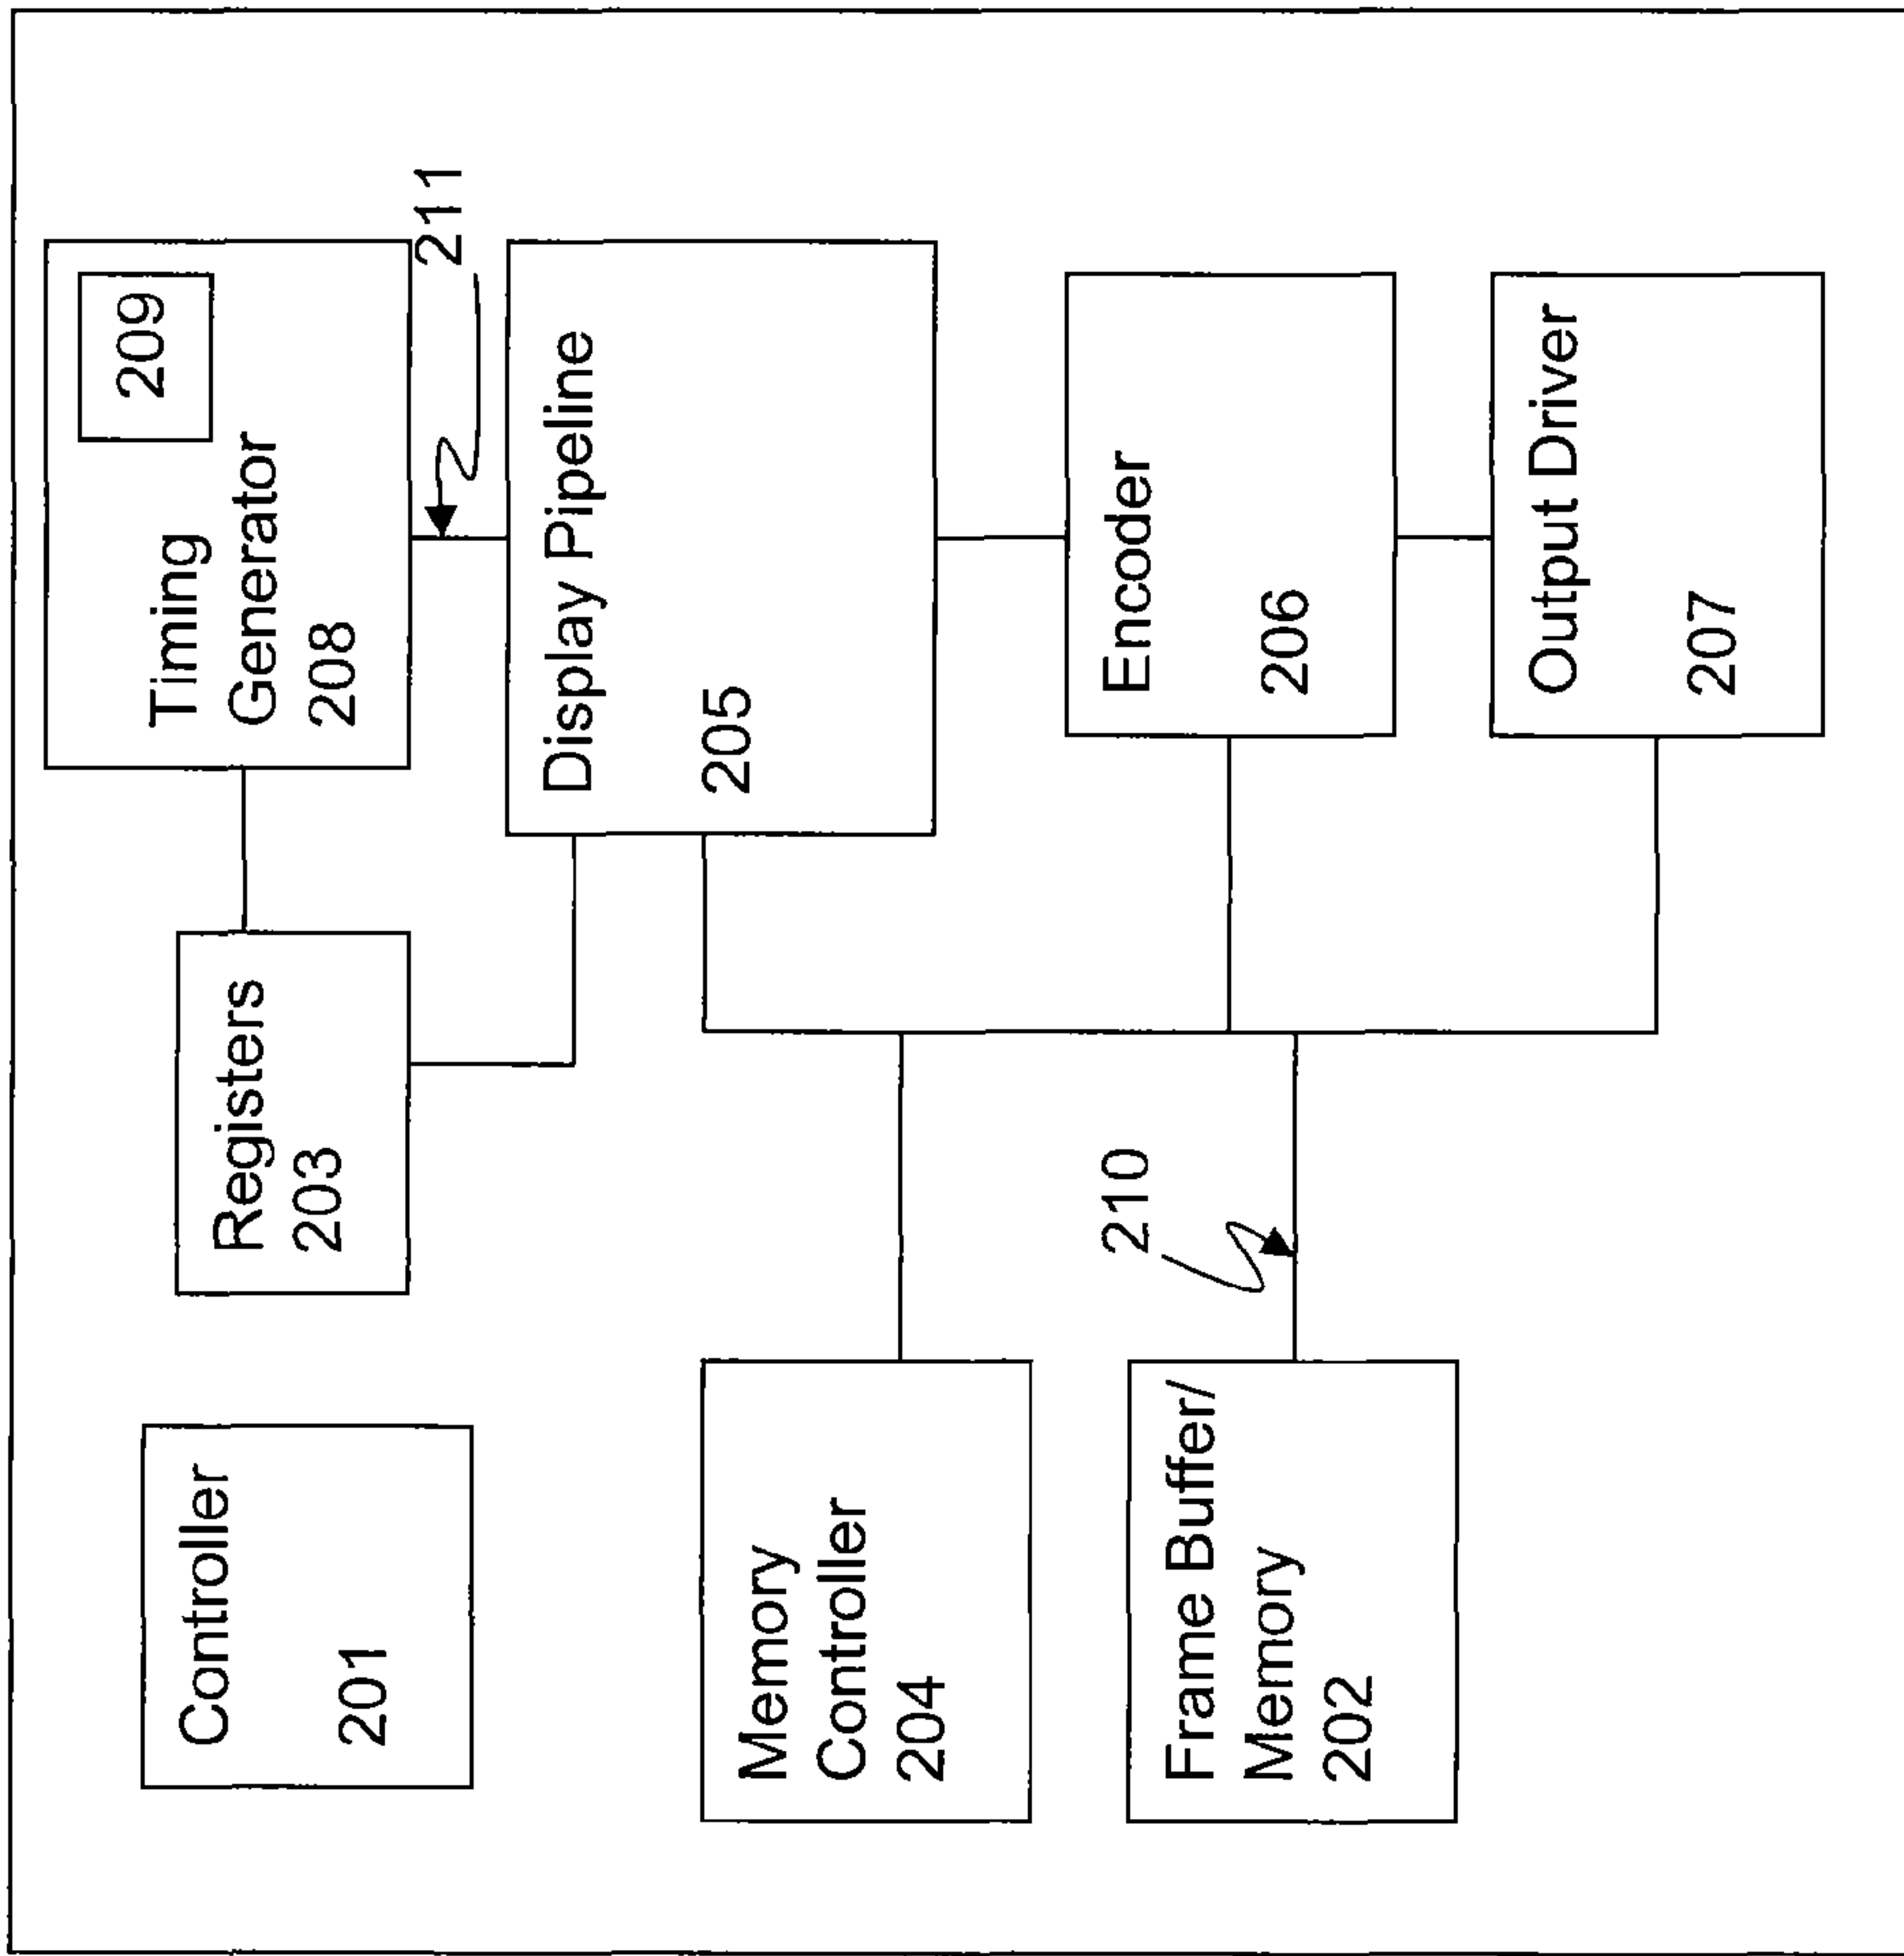 Controller
201
Registers
203
Timing
Generator
208
209
211
Memory
Controller
204
Display Pipeline
205
210
Frame Buffer/
Memory
202
Encoder
206
Output Driver
207